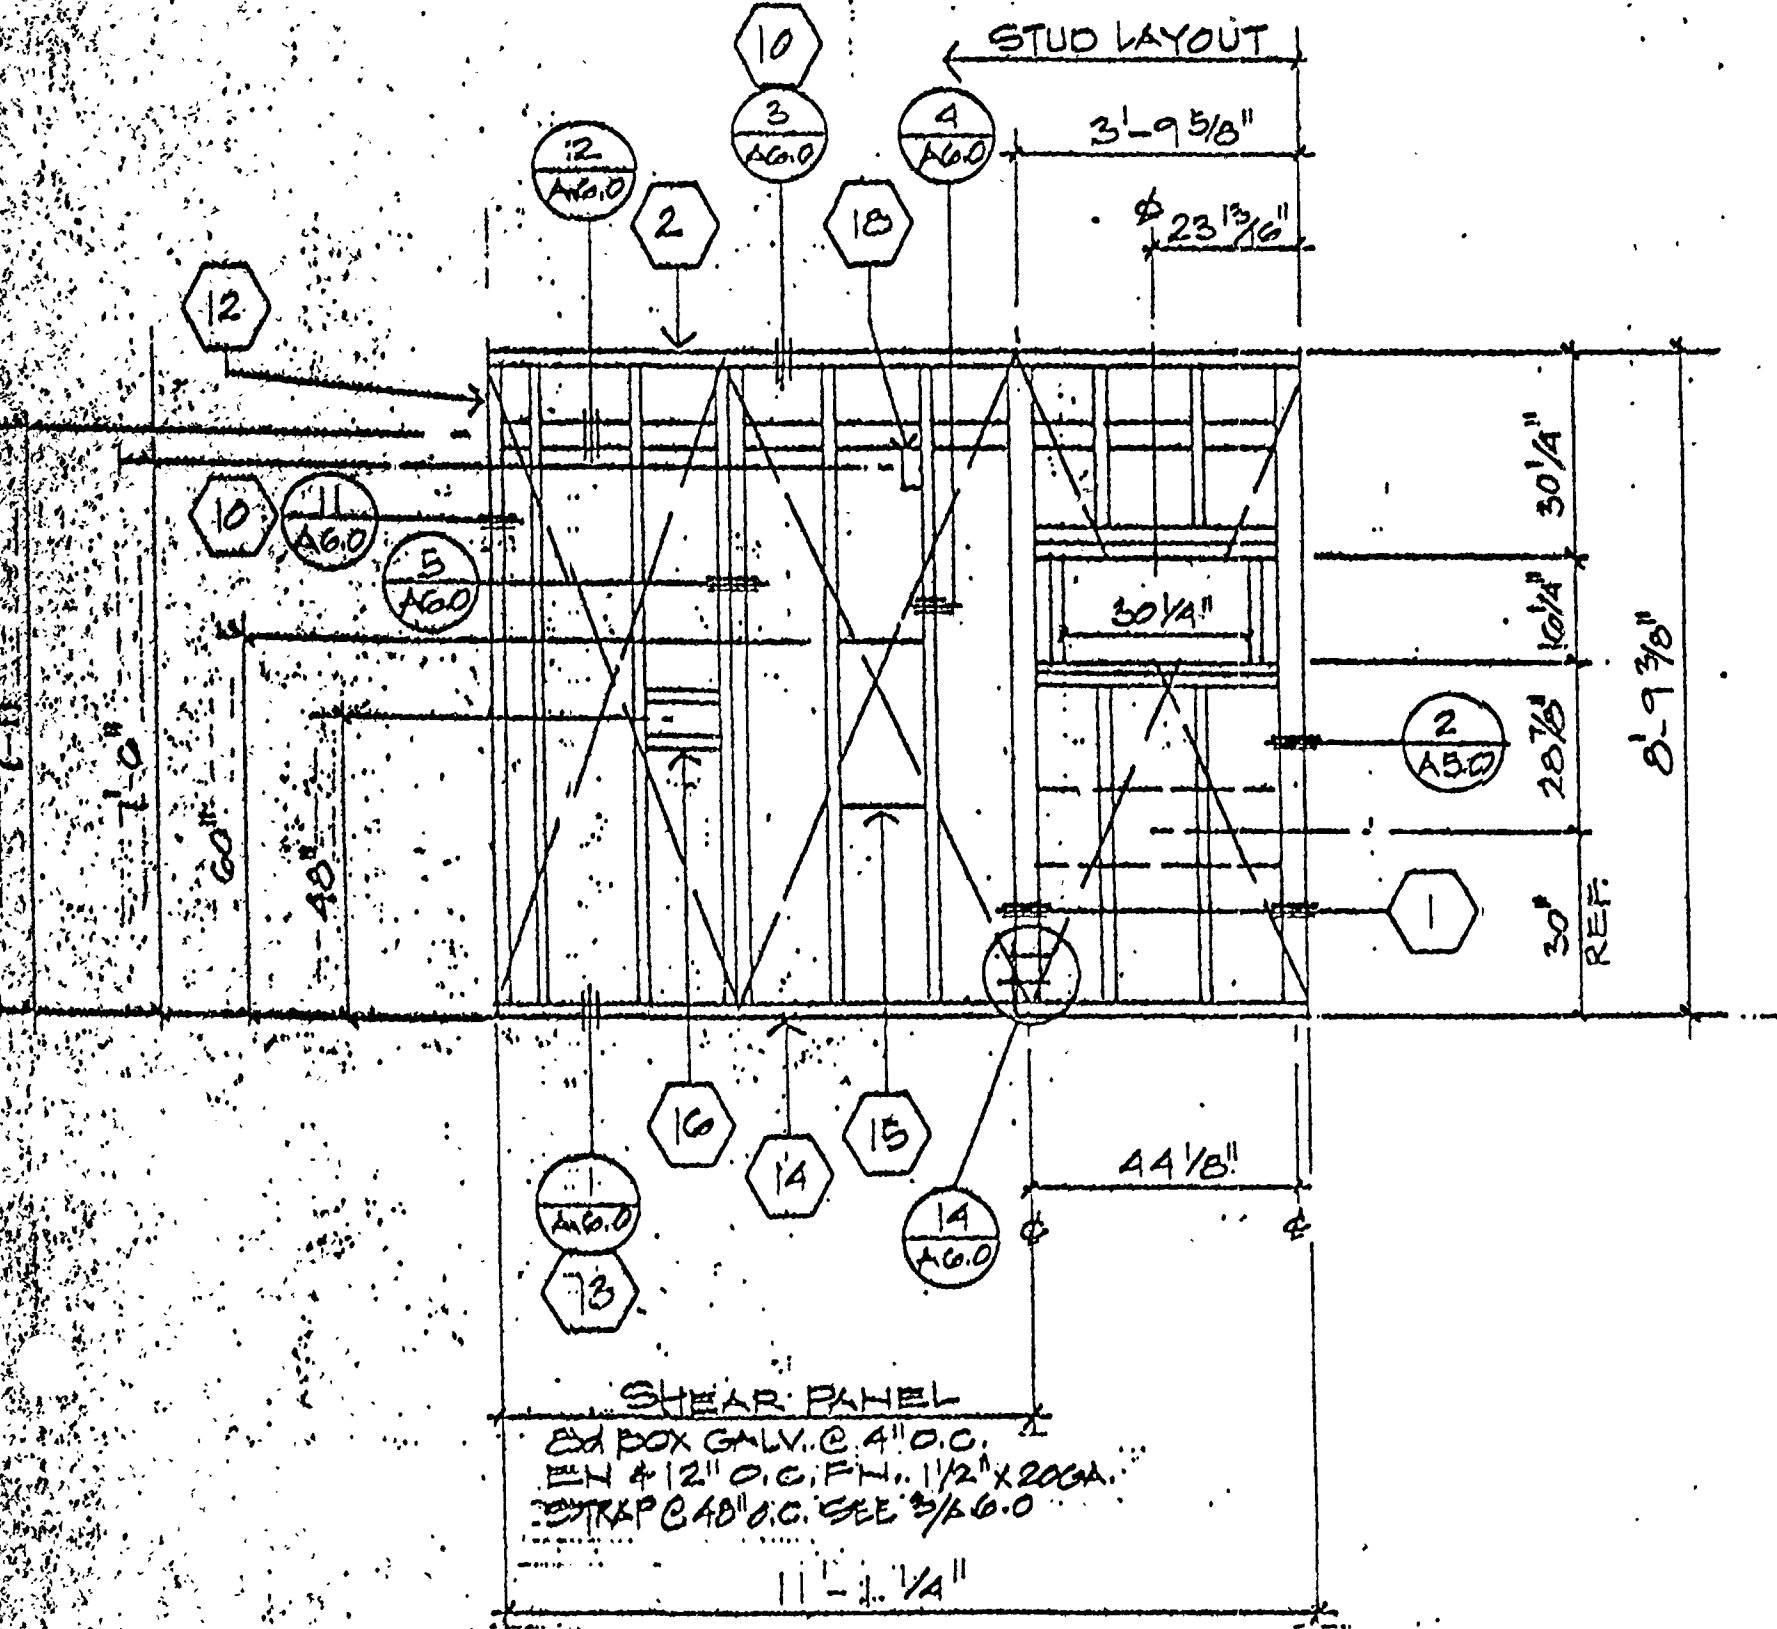 10
STUD LAYOUT
3
A6.0
4
A6.0
3'-9 5/8"
12
A6.0
2
18
23 13/16"
12
30 1/4"
10
11
A6.0
5
A6.0
30 1/4"
16 1/4"
8'-9 3/8"
2
A5.0
28 7/8"
60"
48"
1
30"
REF.
16
14
15
44 1/8"
1
A6.0
13
14
A6.0
SHEAR PANEL
8d BOX GALV. @ 4" O.C.
EN & 12" O.C. FN. 1 1/2" X 20GA.
STRAP @ 48" O.C. SEE 3/A6.0
11'-1 1/4"